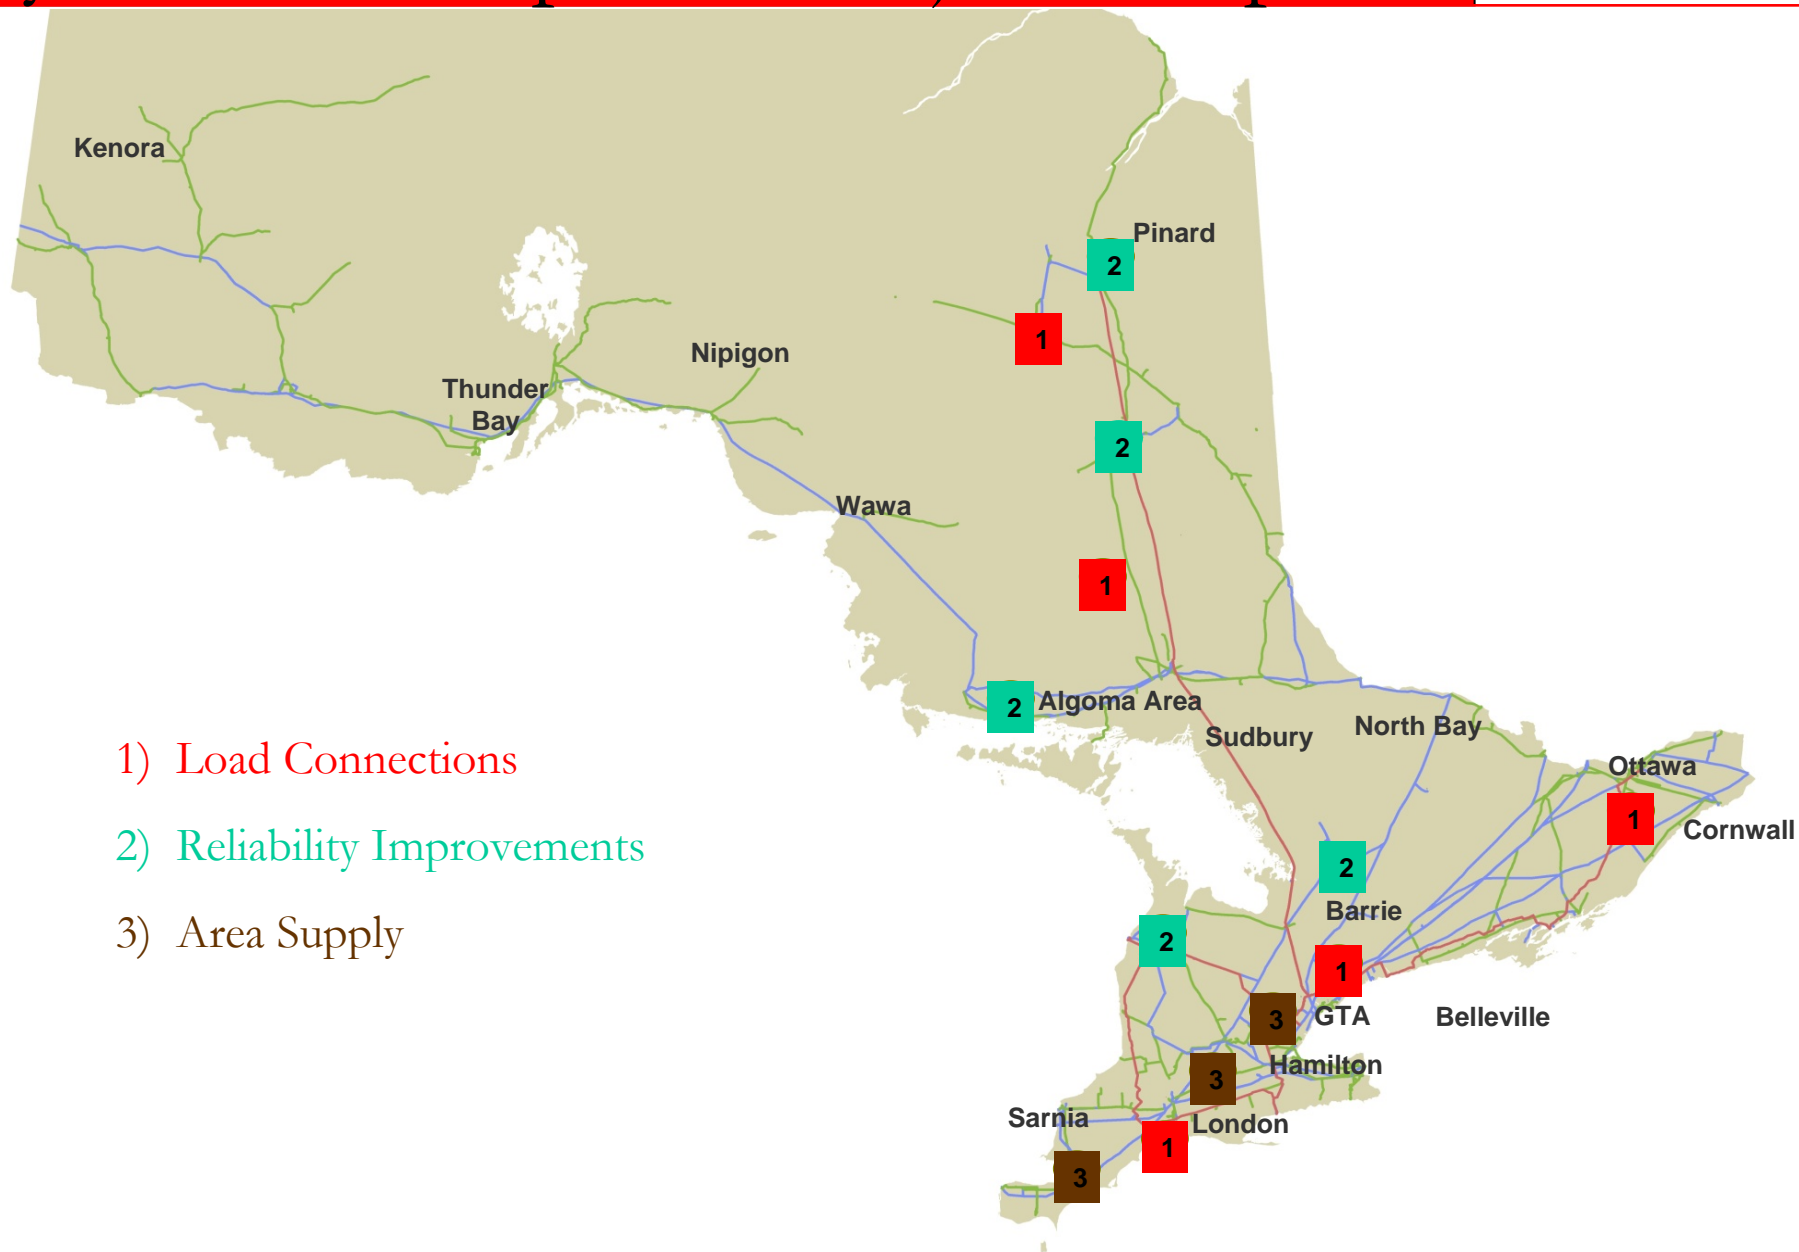 Kenora
Pinard
2
1
Nipigon
Thunder
Bay
2
Wawa
1
2
Algoma Area
Sudbury
North Bay
1) Load Connections
Ottawa
1
Cornwall
2) Reliability Improvements
2
Barrie
3) Area Supply
2
1
3
GTA
Belleville
Hamilton
3
Sarnia
London
1
3